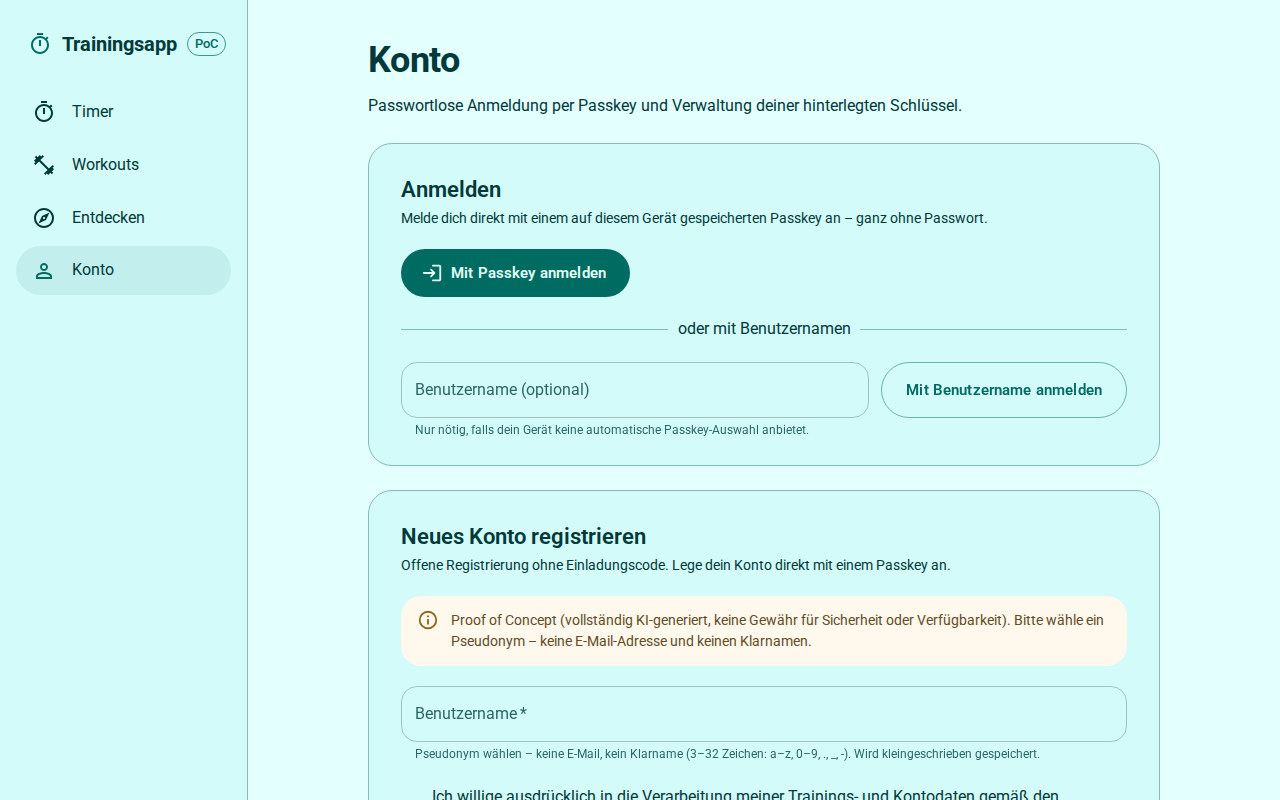 Trainingsapp PoC
Timer
Workouts
Entdecken
Konto
Konto
Passwortlose Anmeldung per Passkey und Verwaltung deiner hinterlegten Schlüssel.
Anmelden
Melde dich direkt mit einem auf diesem Gerät gespeicherten Passkey an – ganz ohne Passwort.
Mit Passkey anmelden
oder mit Benutzernamen
Benutzername (optional)
Mit Benutzername anmelden
Nur nötig, falls dein Gerät keine automatische Passkey-Auswahl anbietet.
Neues Konto registrieren
Offene Registrierung ohne Einladungscode. Lege dein Konto direkt mit einem Passkey an.
Proof of Concept (vollständig KI-generiert, keine Gewähr für Sicherheit oder Verfügbarkeit). Bitte wähle ein
Pseudonym – keine E-Mail-Adresse und keinen Klarnamen.
Benutzername *
Pseudonym wählen – keine E-Mail, kein Klarname (3–32 Zeichen: a–z, 0–9, ., _, -). Wird kleingeschrieben gespeichert.
Ich willige ausdrücklich in die Verarbeitung meiner Trainings- und Kontodaten gemäß den